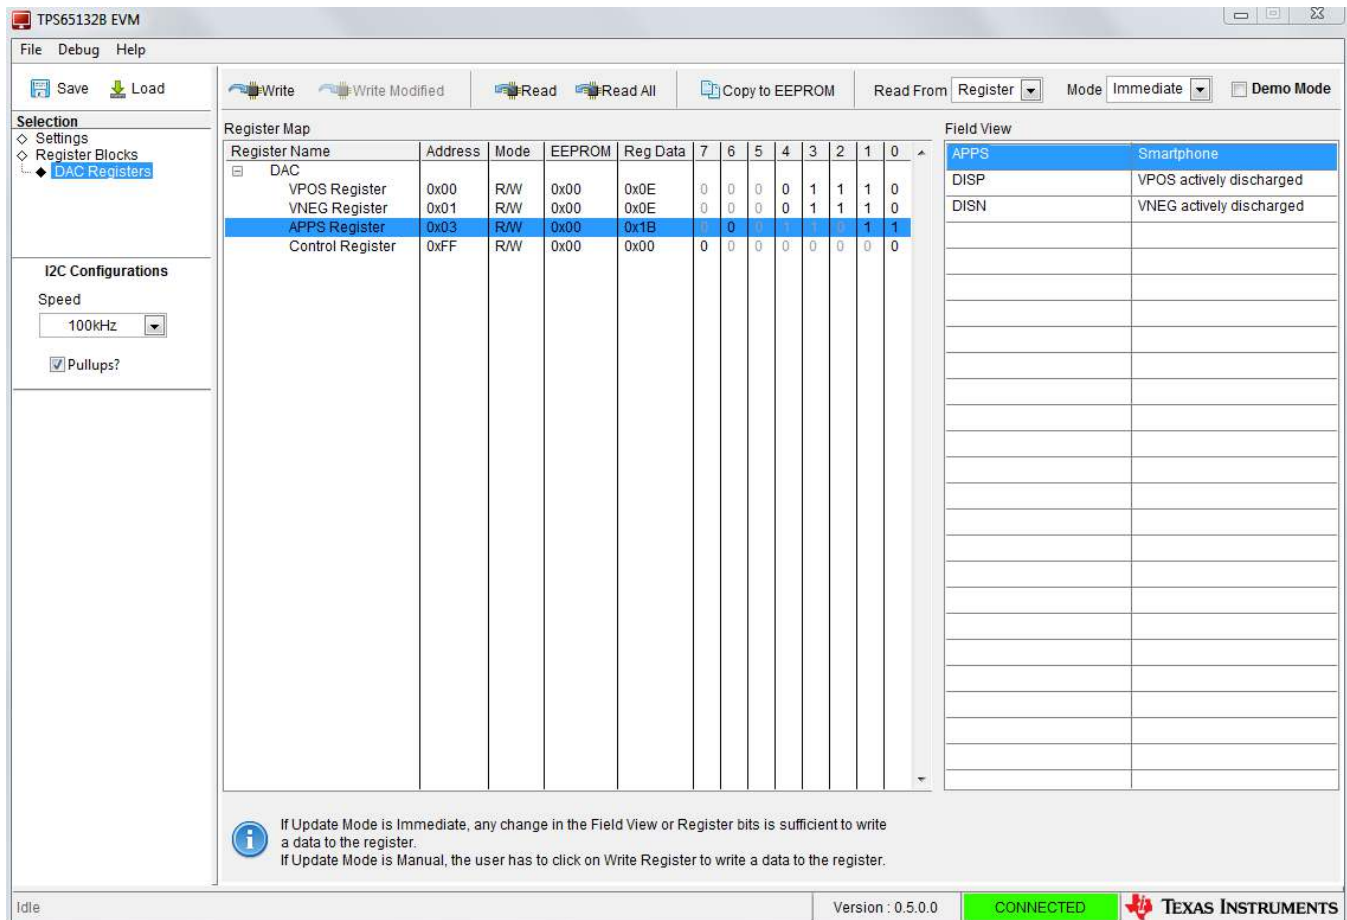 TPS65132B EVM
File Debug Help
Save Load
Write Write Modified Read Read All Copy to EEPROM Read From Register Mode Immediate Demo Mode
Selection
Settings
Register Blocks
DAC Registers
I2C Configurations
Speed
100kHz
Pullups?
Register Map
Register Name Address Mode EEPROM Reg Data 7 6 5 4 3 2 1 0
DAC
VPOS Register 0x00 R/W 0x00 0x0E 0 0 0 0 1 1 1 0
VNEG Register 0x01 R/W 0x00 0x0E 0 0 0 0 1 1 1 0
APPS Register 0x03 R/W 0x00 0x1B 0 0 0 1 1 0 1 1
Control Register 0xFF R/W 0x00 0x00 0 0 0 0 0 0 0 0
Field View
APPS Smartphone
DISP VPOS actively discharged
DISN VNEG actively discharged
If Update Mode is Immediate, any change in the Field View or Register bits is sufficient to write
a data to the register.
If Update Mode is Manual, the user has to click on Write Register to write a data to the register.
Idle Version : 0.5.0.0 CONNECTED TEXAS INSTRUMENTS